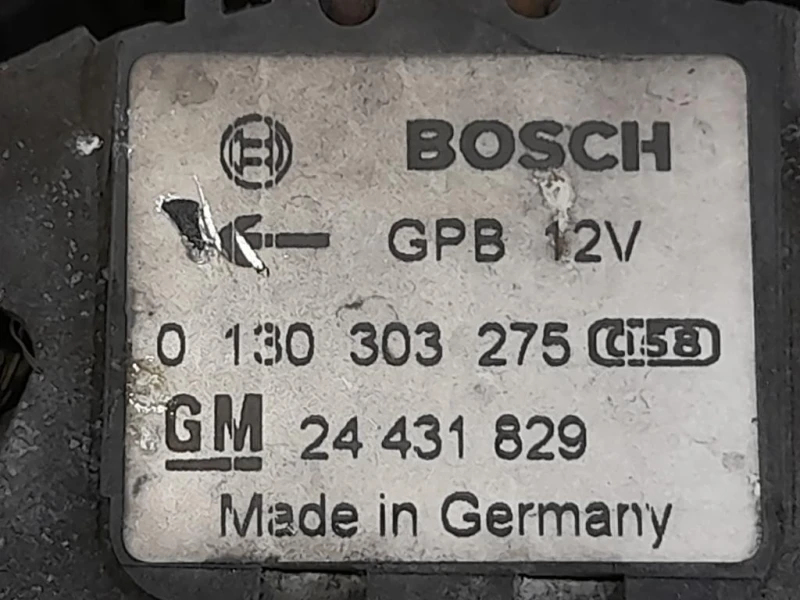 BOSCH
GPB 12V
0 130 303 275
GM 24 431 829
Made in Germany